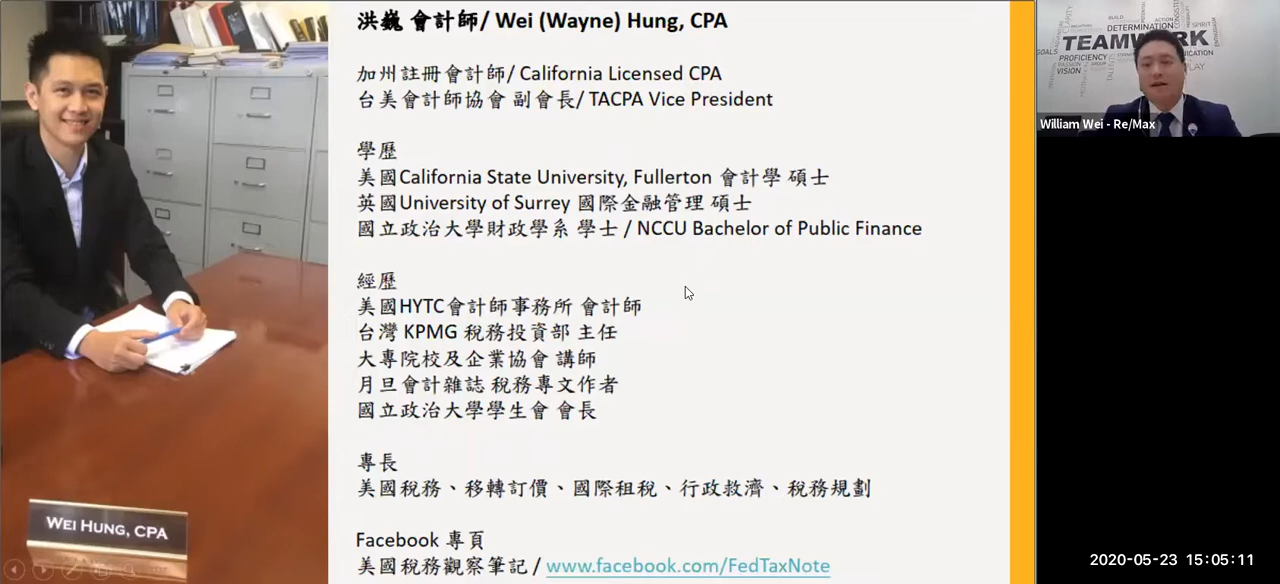 洪巍 會計師/ Wei (Wayne) Hung, CPA
加州註冊會計師/ California Licensed CPA
台美會計師協會 副會長/ TACPA Vice President
學歷
美國California State University, Fullerton 會計學 碩士
英國University of Surrey 國際金融管理 碩士
國立政治大學財政學系 學士 / NCCU Bachelor of Public Finance
經歷
美國HYTC會計師事務所 會計師
台灣 KPMG 稅務投資部 主任
大專院校及企業協會 講師
月旦會計雜誌 稅務專文作者
國立政治大學學生會 會長
專長
美國稅務、移轉訂價、國際租稅、行政救濟、稅務規劃
Facebook 專頁
美國稅務觀察筆記 / www.facebook.com/FedTaxNote
WEI HUNG, CPA
BUILD
ACTION
DETERMINATION
SPIRIT
TEAMWORK
GOALS
PROFICIENCY
PASSION
VISION
PLAY
CLARITY
William Wei - Re/Max
2020-05-23 15:05:11